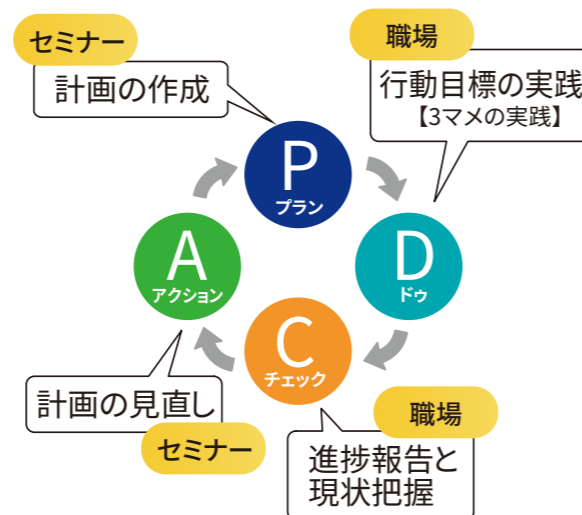 セミナー
計画の作成
職場
行動目標の実践
【3マメの実践】
P
プラン
D
ドゥ
C
チェック
職場
進捗報告と
現状把握
A
アクション
計画の見直し
セミナー